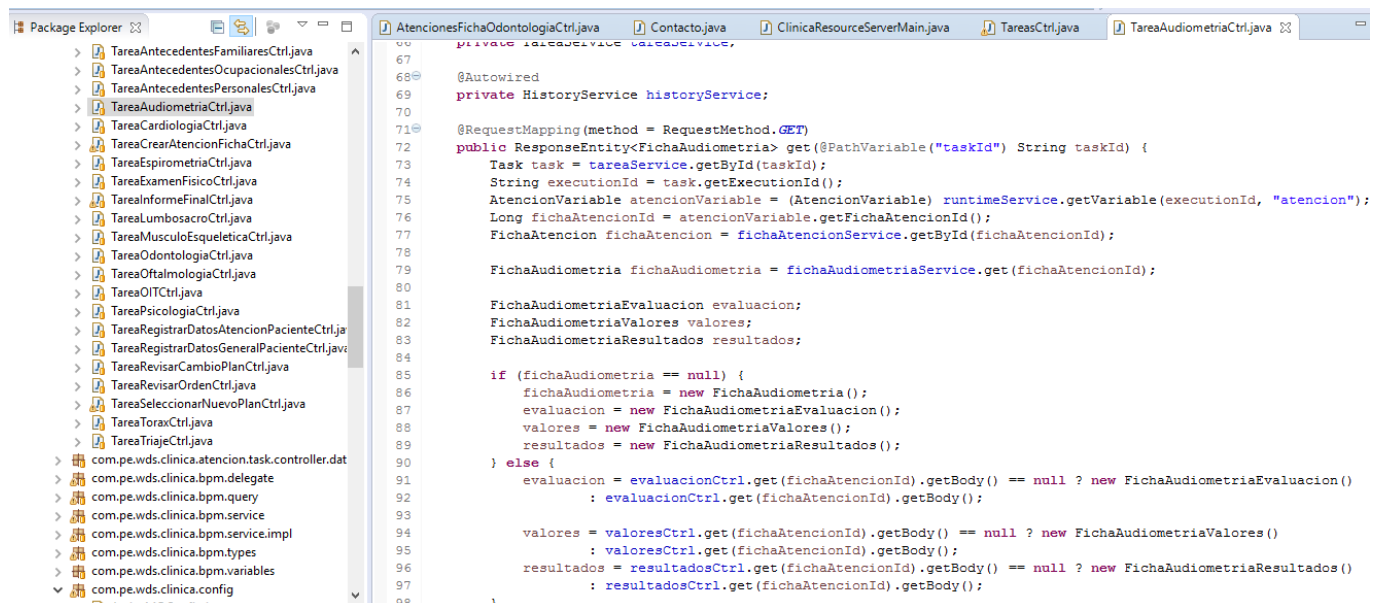 Package Explorer
TareaAntecedentesFamiliaresCtrl.java
TareaAntecedentesOcupacionalesCtrl.java
TareaAntecedentesPersonalesCtrl.java
TareaAudiometriaCtrl.java
TareaCardiologiaCtrl.java
TareaCrearAtencionFichaCtrl.java
TareaEspirometriaCtrl.java
TareaExamenFisicoCtrl.java
TareaInformeFinalCtrl.java
TareaLumbosacroCtrl.java
TareaMusculoEsqueleticaCtrl.java
TareaOdontologiaCtrl.java
TareaOftalmologiaCtrl.java
TareaOITCtrl.java
TareaPsicologiaCtrl.java
TareaRegistrarDatosAtencionPacienteCtrl.ja
TareaRegistrarDatosGeneralPacienteCtrl.java
TareaRevisarCambioPlanCtrl.java
TareaRevisarOrdenCtrl.java
TareaSeleccionarNuevoPlanCtrl.java
TareaToraxCtrl.java
TareaTriajeCtrl.java
com.pe.wds.clinica.atencion.task.controller.dat
com.pe.wds.clinica.bpm.delegate
com.pe.wds.clinica.bpm.query
com.pe.wds.clinica.bpm.service
com.pe.wds.clinica.bpm.service.impl
com.pe.wds.clinica.bpm.types
com.pe.wds.clinica.bpm.variables
com.pe.wds.clinica.config
AtencionesFichaOdontologiaCtrl.java Contacto.java ClinicaResourceServerMain.java TareasCtrl.java TareaAudiometriaCtrl.java
66 private TareaService tareaService;
67
68 @Autowired
69 private HistoryService historyService;
70
71 @RequestMapping(method = RequestMethod.GET)
72 public ResponseEntity<FichaAudiometria> get(@PathVariable("taskId") String taskId) {
73 Task task = tareaService.getById(taskId);
74 String executionId = task.getExecutionId();
75 AtencionVariable atencionVariable = (AtencionVariable) runtimeService.getVariable(executionId, "atencion");
76 Long fichaAtencionId = atencionVariable.getFichaAtencionId();
77 FichaAtencion fichaAtencion = fichaAtencionService.getById(fichaAtencionId);
78
79 FichaAudiometria fichaAudiometria = fichaAudiometriaService.get(fichaAtencionId);
80
81 FichaAudiometriaEvaluacion evaluacion;
82 FichaAudiometriaValores valores;
83 FichaAudiometriaResultados resultados;
84
85 if (fichaAudiometria == null) {
86 fichaAudiometria = new FichaAudiometria();
87 evaluacion = new FichaAudiometriaEvaluacion();
88 valores = new FichaAudiometriaValores();
89 resultados = new FichaAudiometriaResultados();
90 } else {
91 evaluacion = evaluacionCtrl.get(fichaAtencionId).getBody() == null ? new FichaAudiometriaEvaluacion()
92 : evaluacionCtrl.get(fichaAtencionId).getBody();
93
94 valores = valoresCtrl.get(fichaAtencionId).getBody() == null ? new FichaAudiometriaValores()
95 : valoresCtrl.get(fichaAtencionId).getBody();
96 resultados = resultadosCtrl.get(fichaAtencionId).getBody() == null ? new FichaAudiometriaResultados()
97 : resultadosCtrl.get(fichaAtencionId).getBody();
98 }